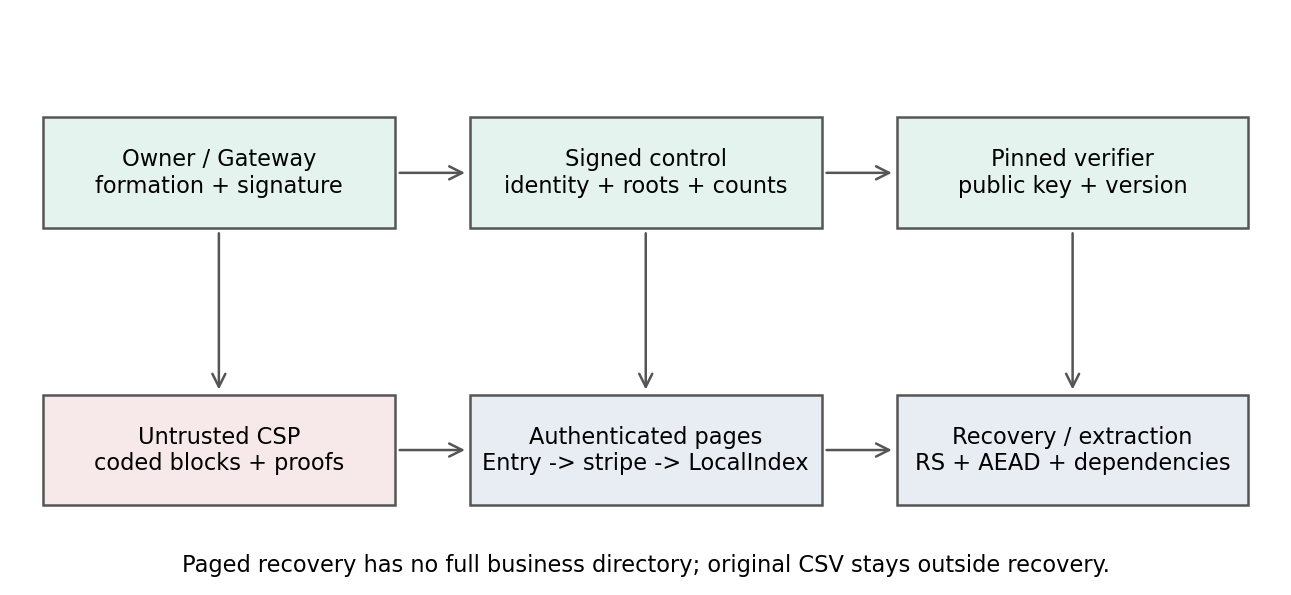 Owner / Gateway
formation + signature
Signed control
identity + roots + counts
Pinned verifier
public key + version
Untrusted CSP
coded blocks + proofs
Authenticated pages
Entry -> stripe -> LocalIndex
Recovery / extraction
RS + AEAD + dependencies
Paged recovery has no full business directory; original CSV stays outside recovery.